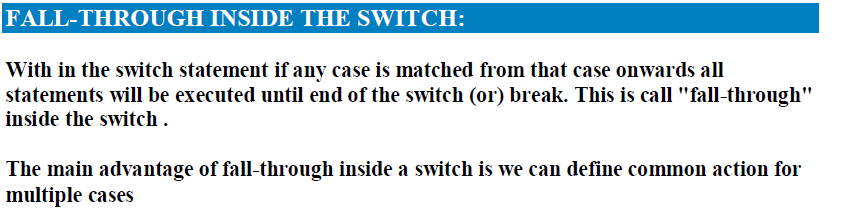 FALL-THROUGH INSIDE THE SWITCH:
With in the switch statement if any case is matched from that case onwards all
statements will be executed until end of the switch (or) break. This is call "fall-through"
inside the switch .
The main advantage of fall-through inside a switch is we can define common action for
multiple cases